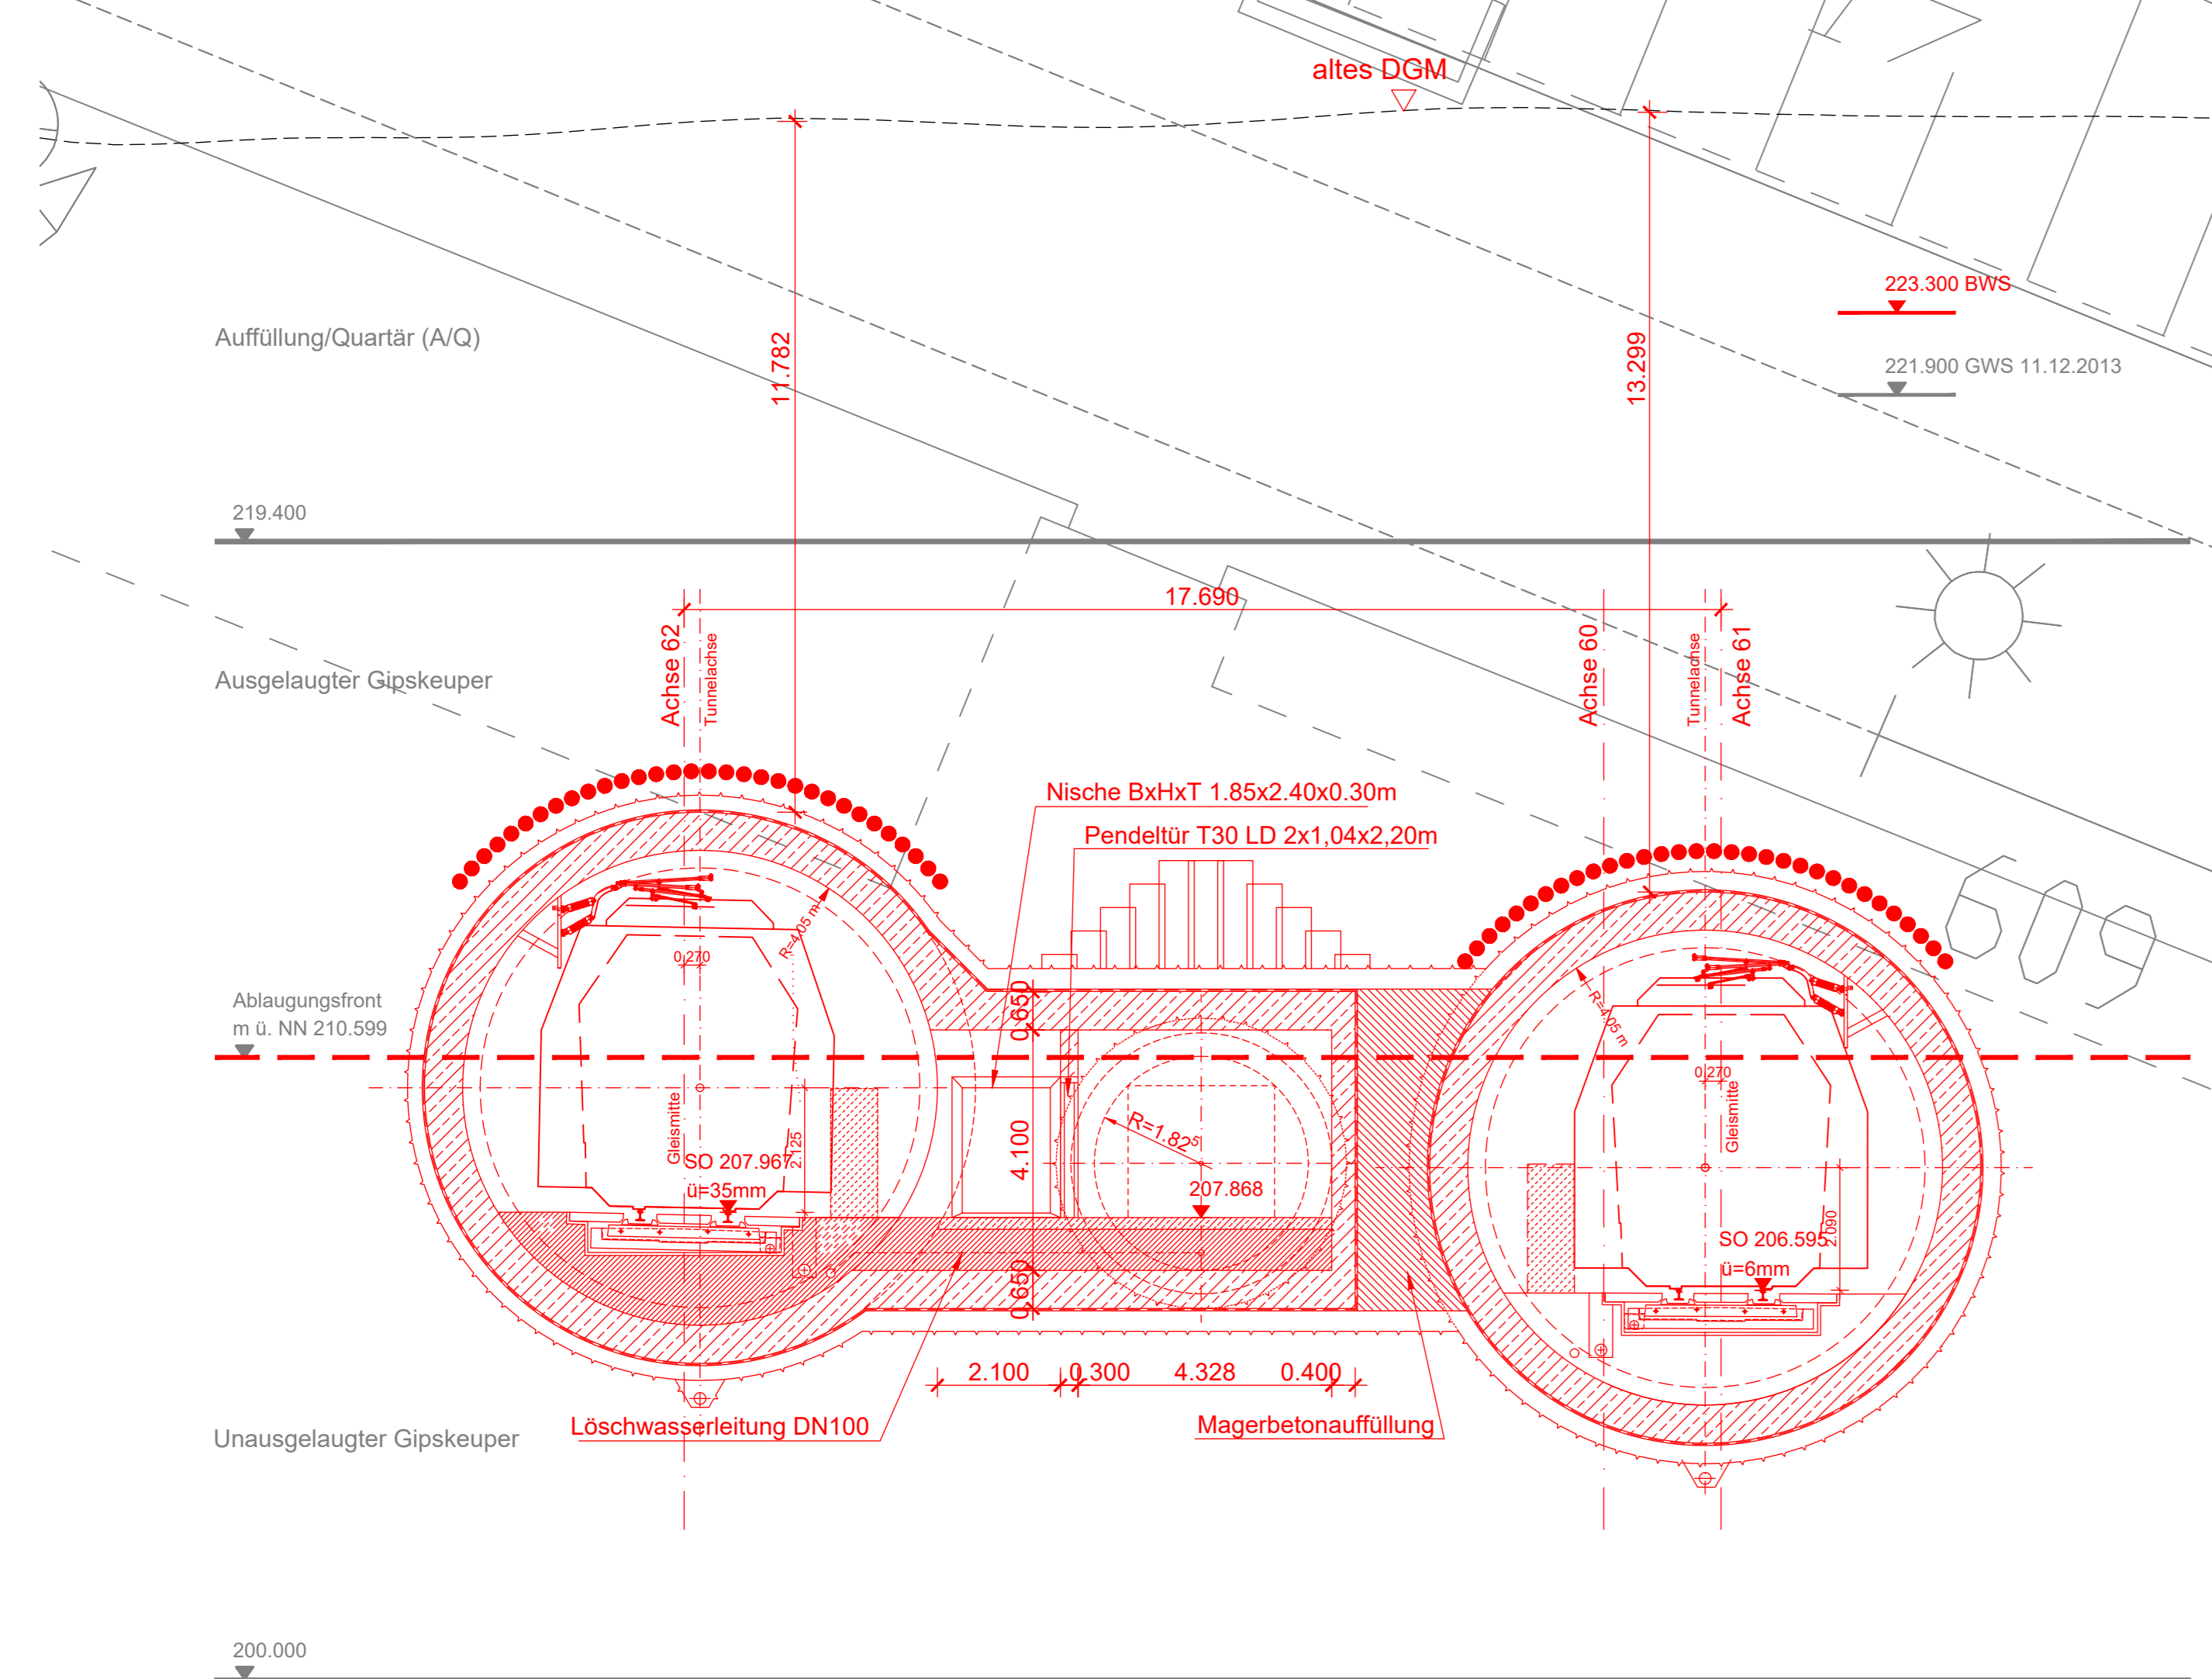 altes DGM
223.300 BWS
Auffüllung/Quartär (A/Q)
11.782
13.299
221.900 GWS 11.12.2013
219.400
17.690
Achse 62
Tunnelachse
Achse 60
Tunnelachse
Achse 61
Ausgelaugter Gipskeuper
Nische BxHxT 1.85x2.40x0.30m
Pendeltür T30 LD 2x1,04x2,20m
R=4.05 m
0.270
Ablaugungsfront
m ü. NN 210.599
0.650
R=4.05 m
0.270
Gleismitte
Gleismitte
4.100
R=1.82⁵
2.125
SO 207.967
ü=35mm
207.868
SO 206.595
2.090
ü=6mm
0.650
2.100
0.300
4.328
0.400
Löschwasserleitung DN100
Magerbetonauffüllung
Unausgelaugter Gipskeuper
200.000